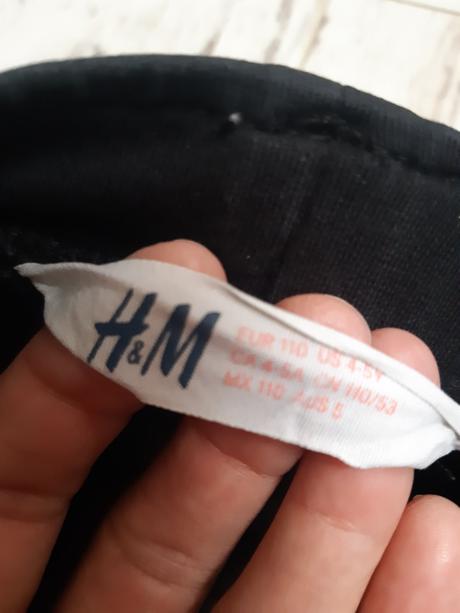 H&M
EUR 110 US 4-5Y
CA 4-5A CN 110/53
MX 110 AUS 5